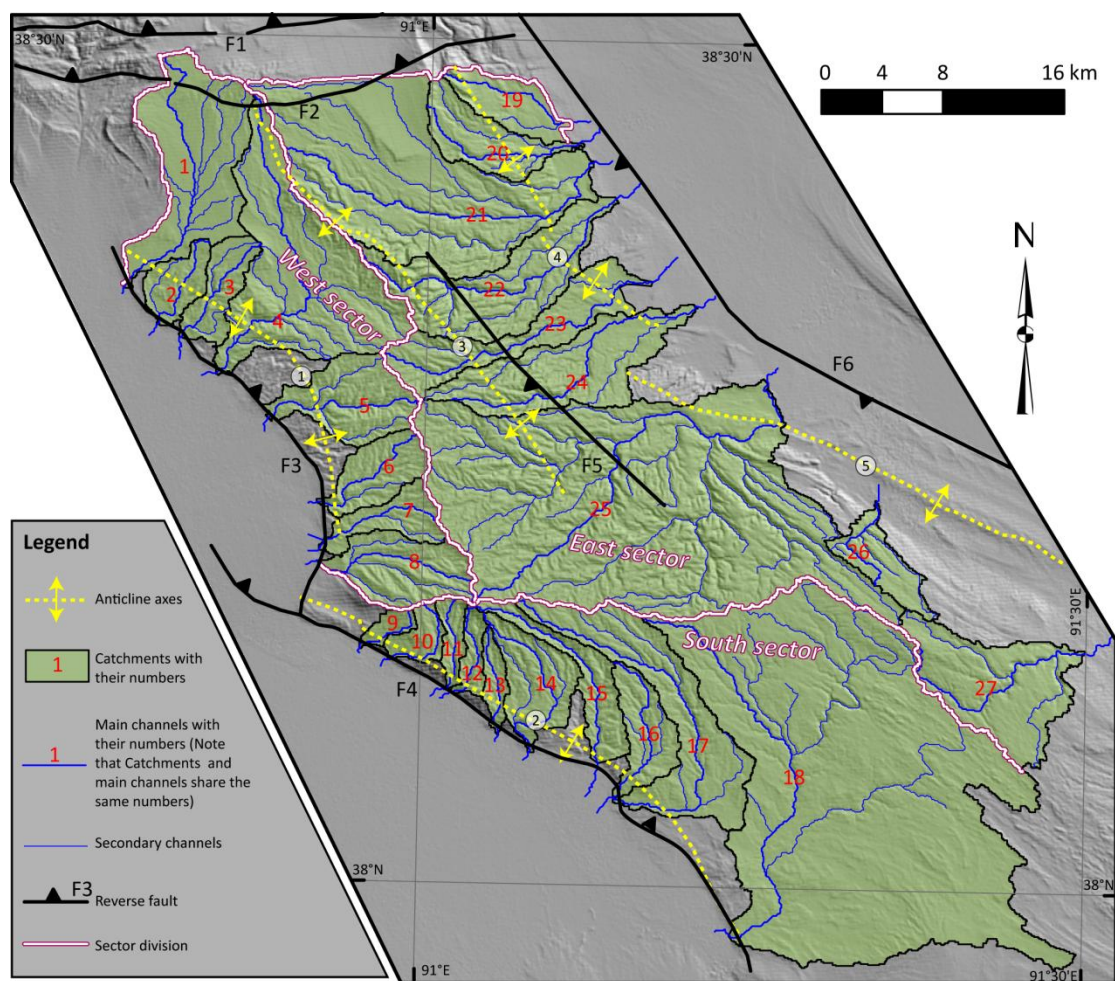 91°E
38°30'N
38°30'N
F1
F2
0 4 8 16 km
19
20
1
21
N
4
West sector
2
3
22
4
23
3
F6
1
24
5
F3
F5
5
6
7
25
8
East sector
26
91°30'E
9
10
11
South sector
12
13
14
15
27
F4
2
16
17
18
38°N
38°N
91°E
91°30'E
Legend
Anticline axes
1
Catchments with
their numbers
1
Main channels with
their numbers (Note
that Catchments and
main channels share the
same numbers)
Secondary channels
F3
Reverse fault
Sector division